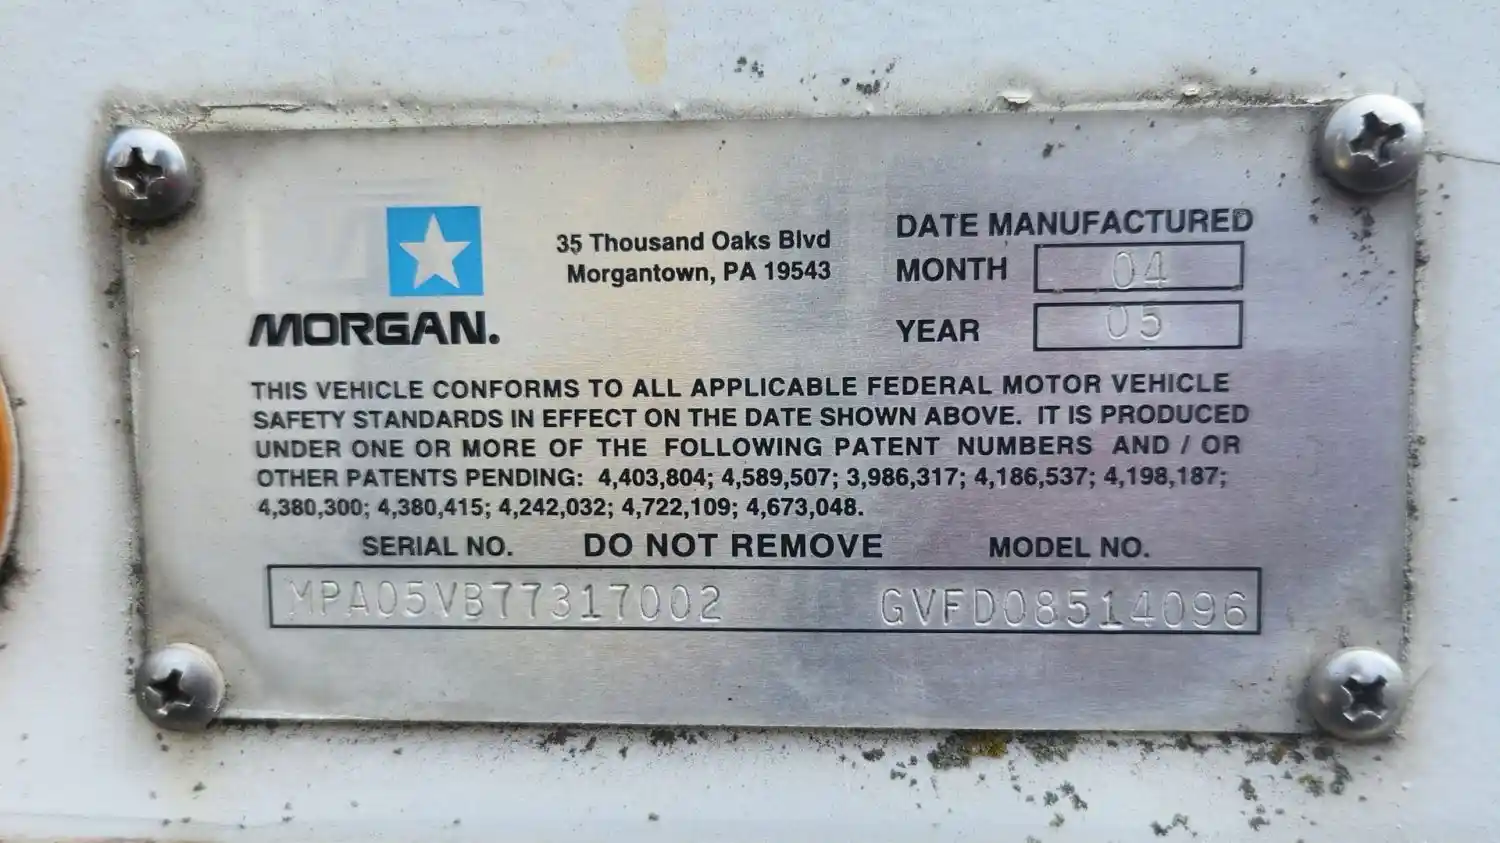 MORGAN.
35 Thousand Oaks Blvd
Morgantown, PA 19543
DATE MANUFACTURED
MONTH 04
YEAR 05
THIS VEHICLE CONFORMS TO ALL APPLICABLE FEDERAL MOTOR VEHICLE
SAFETY STANDARDS IN EFFECT ON THE DATE SHOWN ABOVE. IT IS PRODUCED
UNDER ONE OR MORE OF THE FOLLOWING PATENT NUMBERS AND / OR
OTHER PATENTS PENDING: 4,403,804; 4,589,507; 3,986,317; 4,186,537; 4,198,187;
4,380,300; 4,380,415; 4,242,032; 4,722,109; 4,673,048.
SERIAL NO. DO NOT REMOVE MODEL NO.
MPA05VB77317002 GVFD08514096